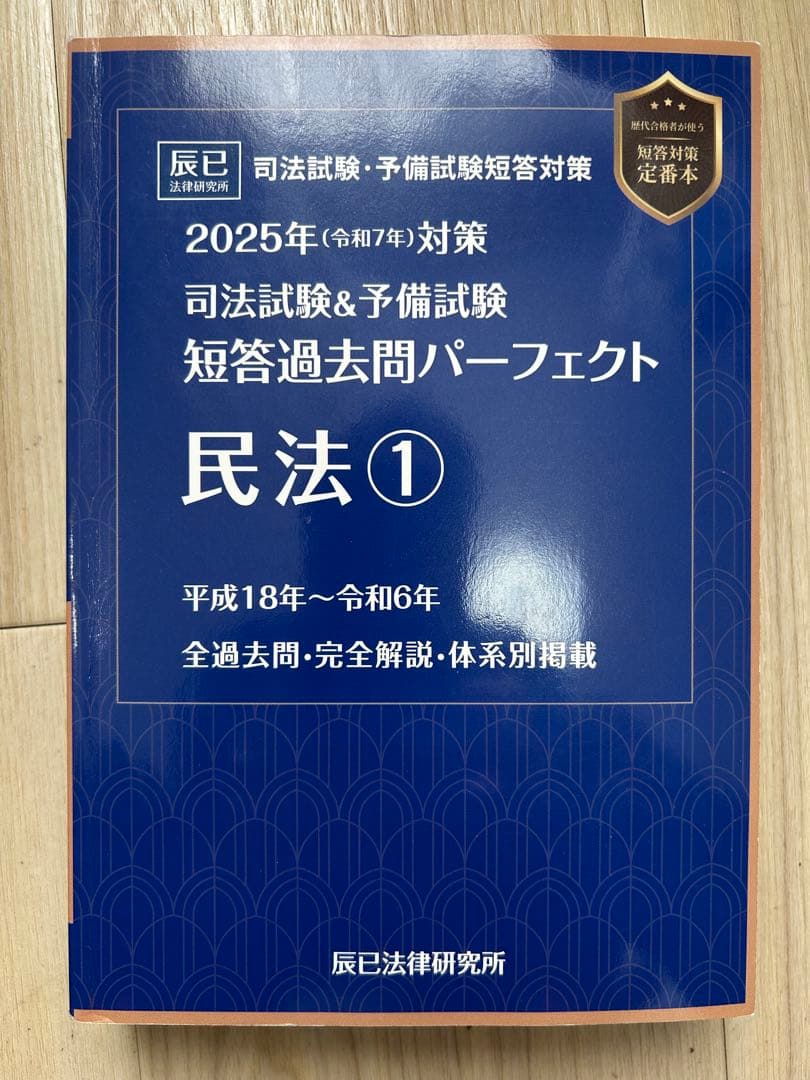 歴代合格者が使う
短答対策
定番本
辰已
法律研究所
司法試験・予備試験短答対策
2025年(令和7年)対策
司法試験&予備試験
短答過去問パーフェクト
民法①
平成18年～令和6年
全過去問・完全解説・体系別掲載
辰已法律研究所